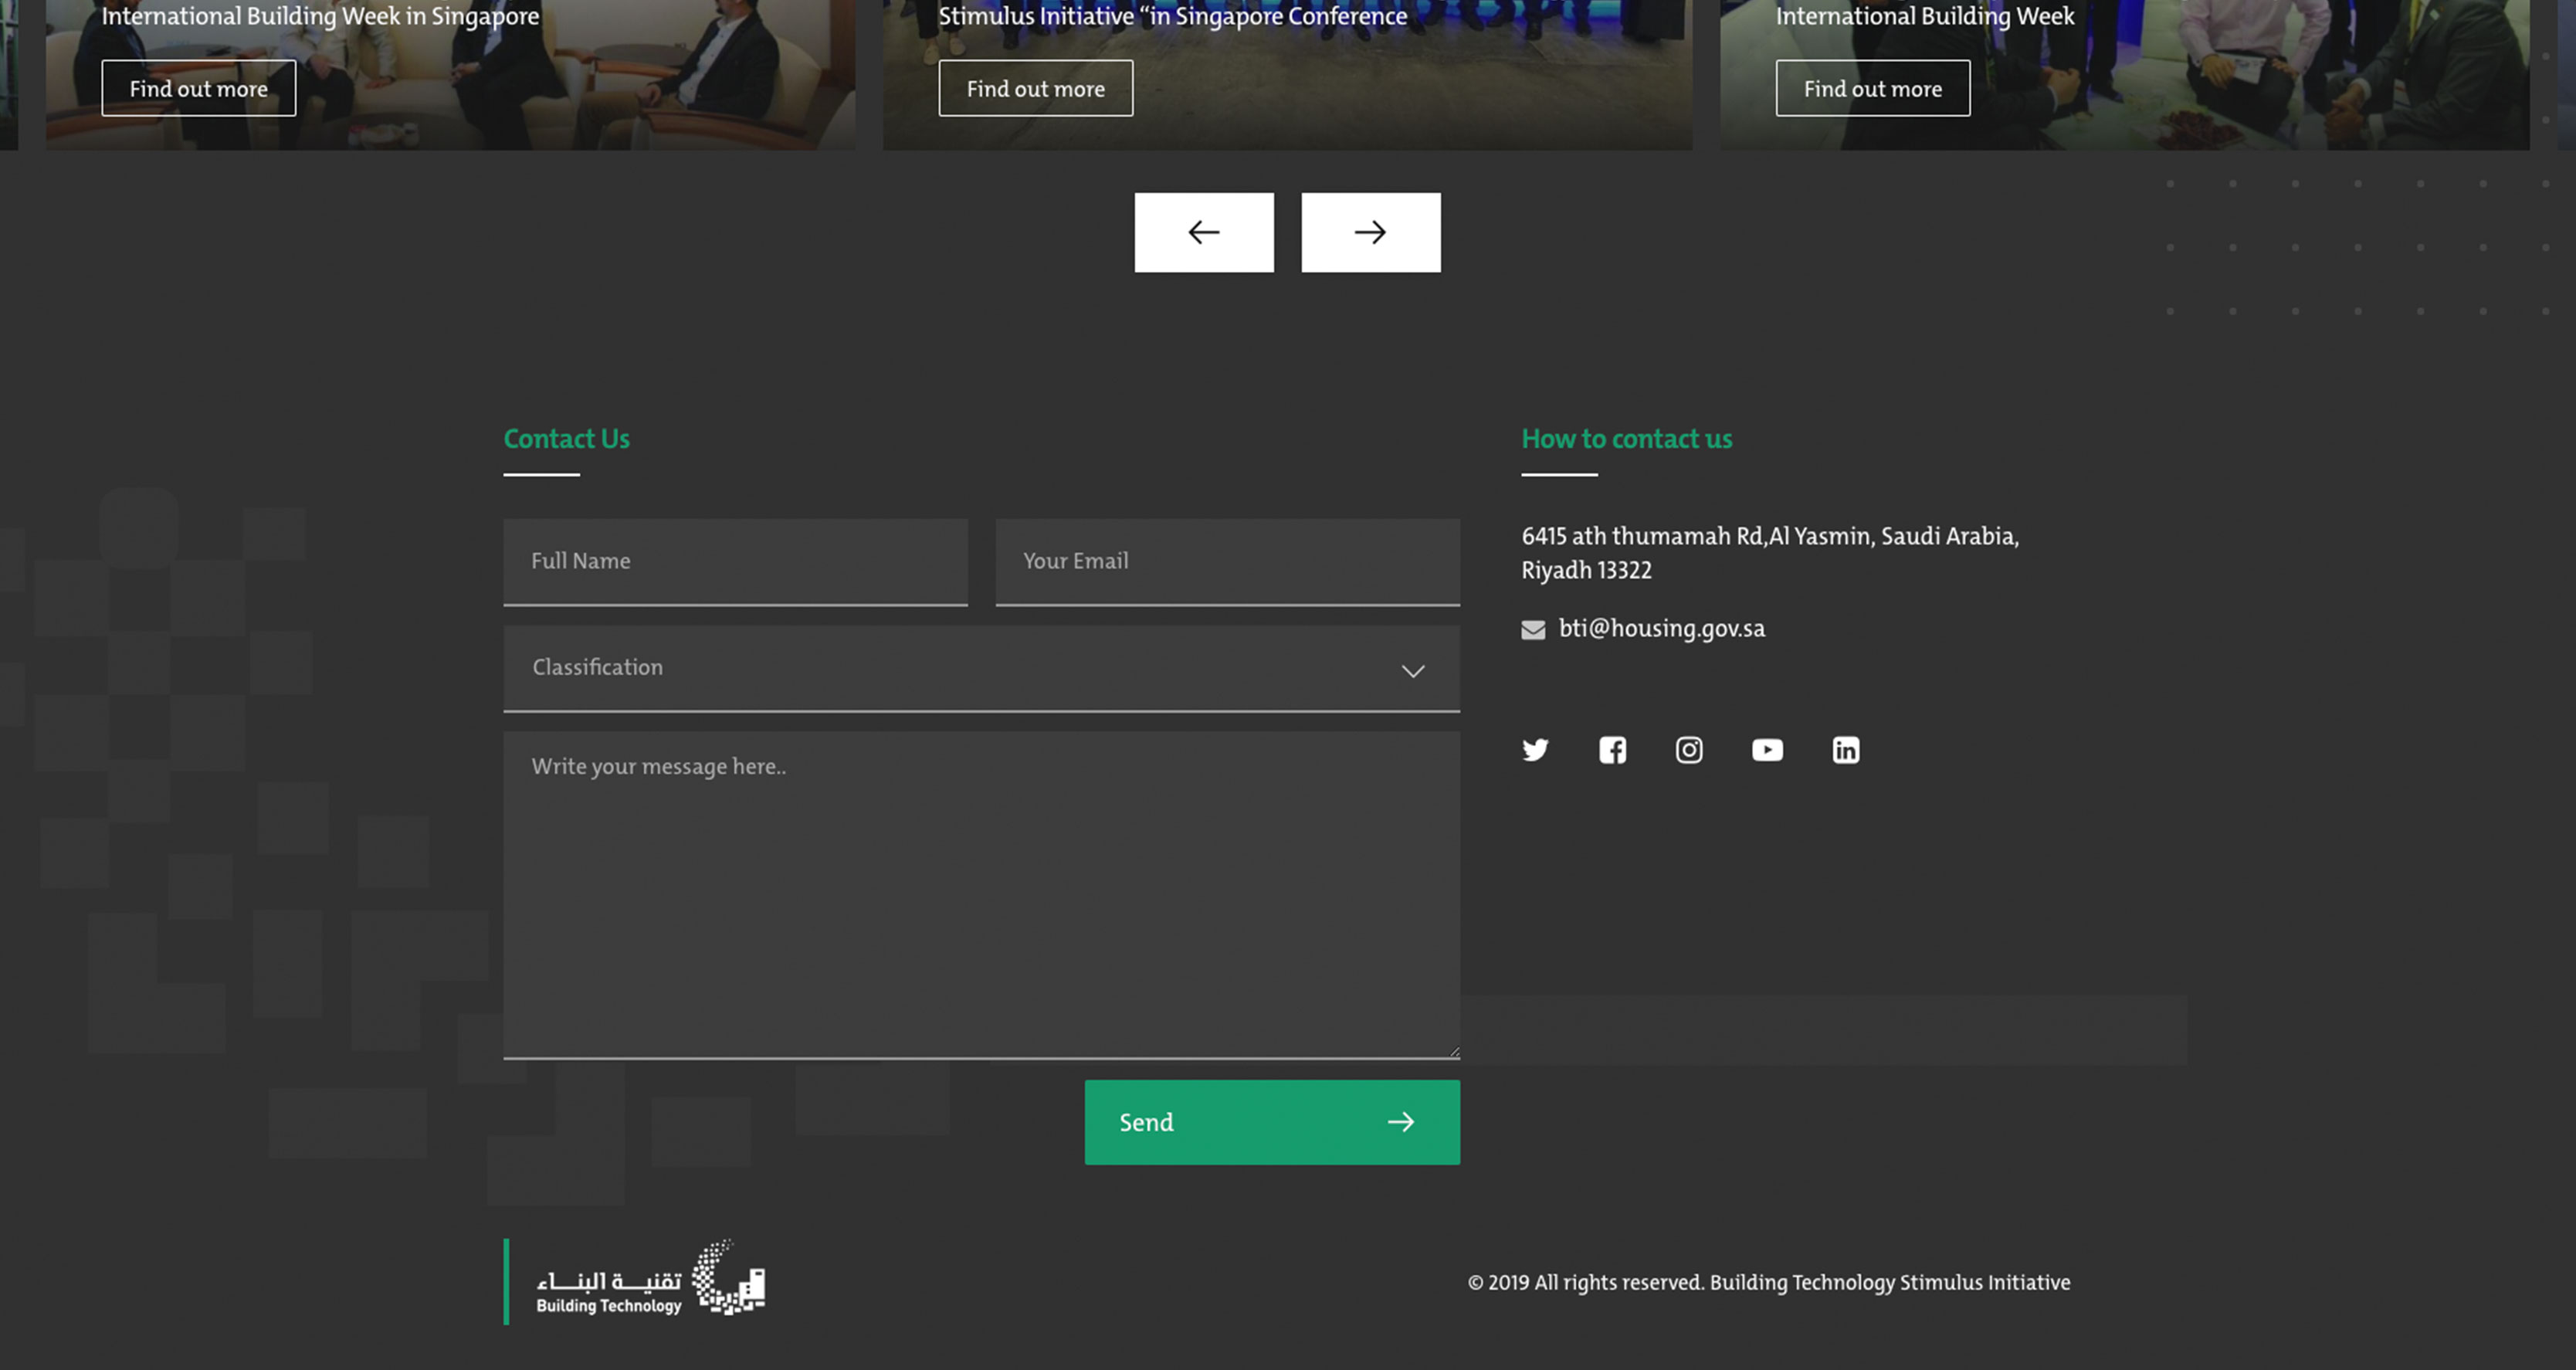 International Building Week in Singapore
Find out more
Stimulus Initiative “in Singapore Conference
Find out more
International Building Week
Find out more
Contact Us
Full Name
Your Email
Classification
Write your message here..
Send
How to contact us
6415 ath thumamah Rd,Al Yasmin, Saudi Arabia,
Riyadh 13322
bti@housing.gov.sa
تقنيـــة البنـــاء
Building Technology
© 2019 All rights reserved. Building Technology Stimulus Initiative